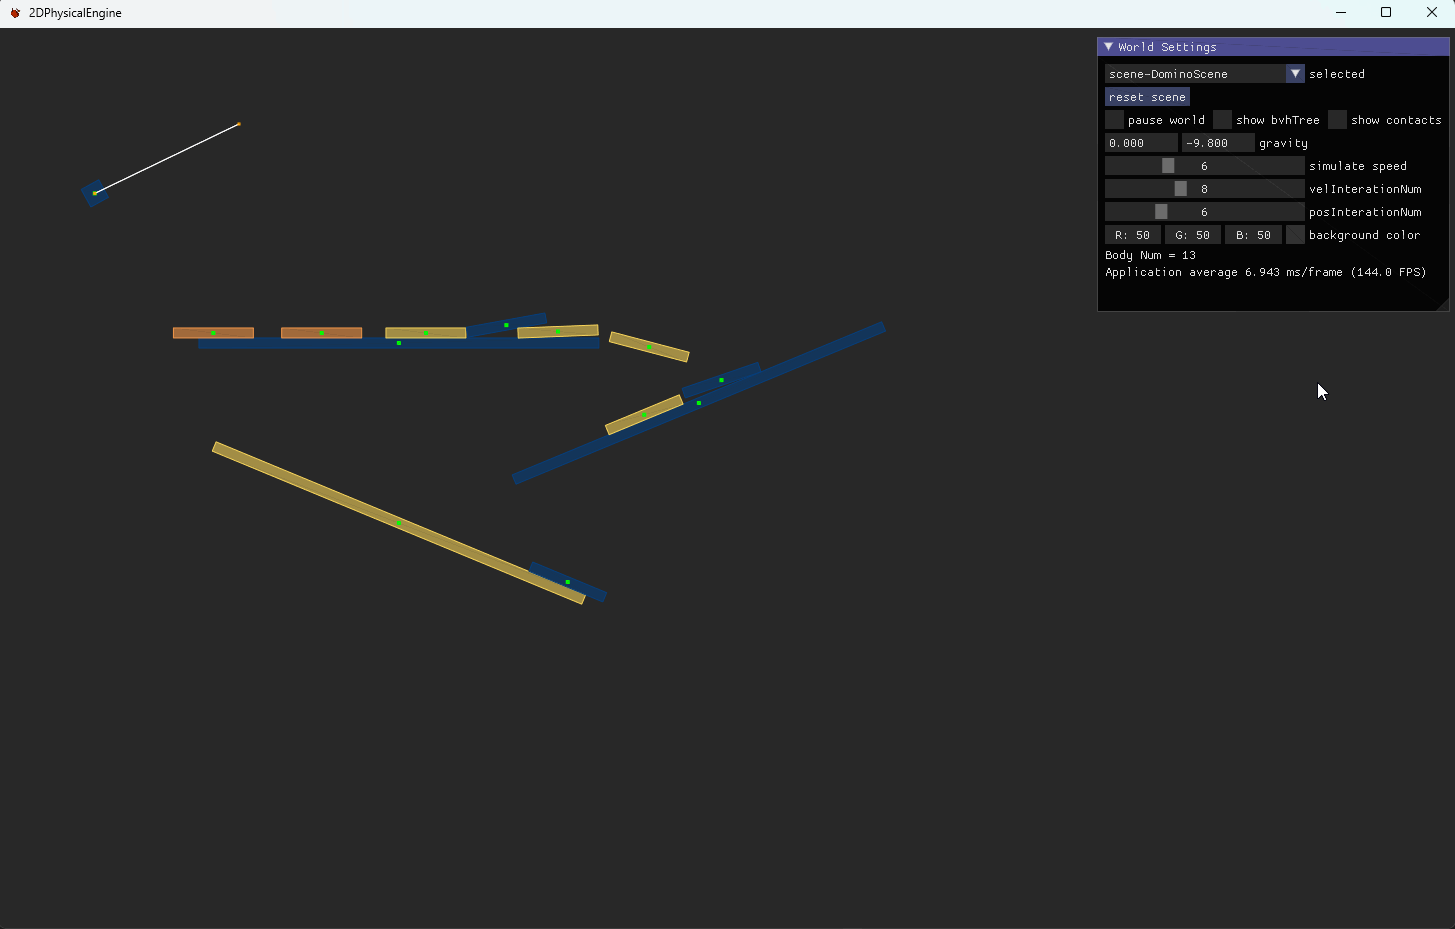 2DPhysicalEngine
World Settings
scene-DominoScene selected
reset scene
pause world show bvhTree show contacts
0.000 -9.800 gravity
6 simulate speed
8 velInterationNum
6 posInterationNum
R: 50 G: 50 B: 50 background color
Body Num = 13
Application average 6.943 ms/frame (144.0 FPS)